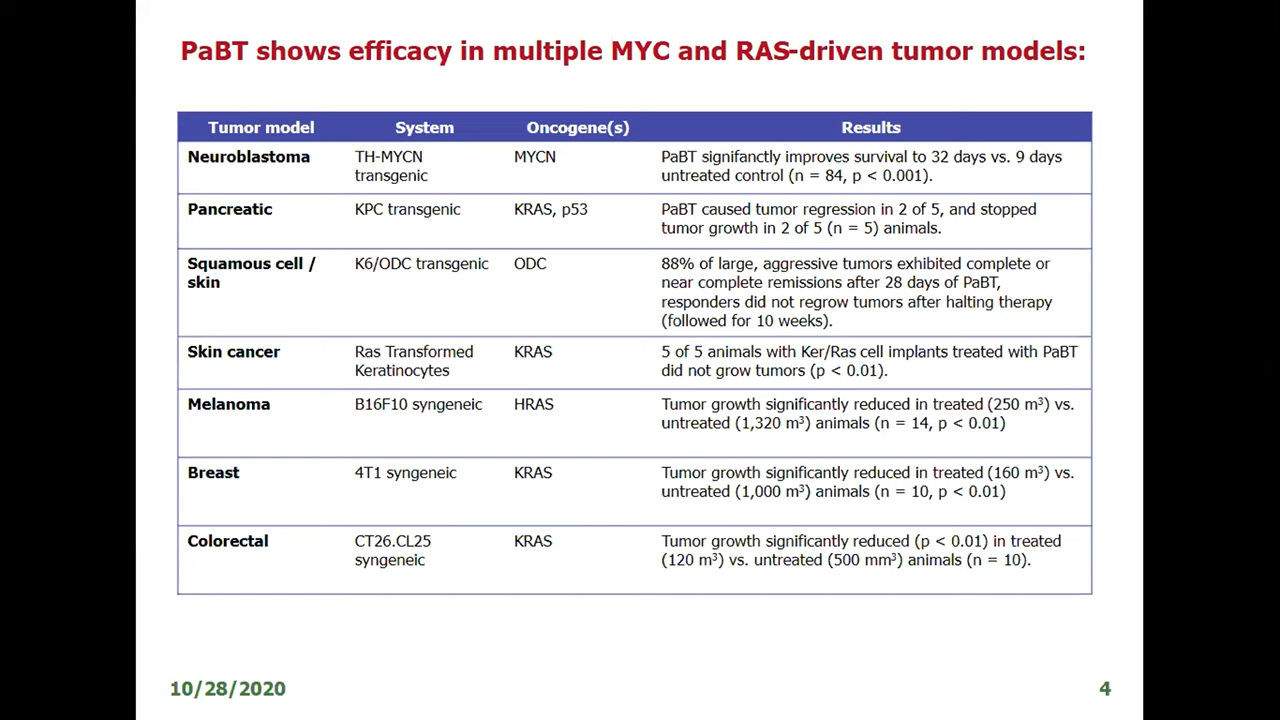 PaBT shows efficacy in multiple MYC and RAS-driven tumor models:
Tumor model System Oncogene(s) Results
Neuroblastoma TH-MYCN MYCN PaBT signifanctly improves survival to 32 days vs. 9 days
transgenic untreated control (n = 84, p < 0.001).
Pancreatic KPC transgenic KRAS, p53 PaBT caused tumor regression in 2 of 5, and stopped
tumor growth in 2 of 5 (n = 5) animals.
Squamous cell / K6/ODC transgenic ODC 88% of large, aggressive tumors exhibited complete or
skin near complete remissions after 28 days of PaBT,
responders did not regrow tumors after halting therapy
(followed for 10 weeks).
Skin cancer Ras Transformed KRAS 5 of 5 animals with Ker/Ras cell implants treated with PaBT
Keratinocytes did not grow tumors (p < 0.01).
Melanoma B16F10 syngeneic HRAS Tumor growth significantly reduced in treated (250 m³) vs.
untreated (1,320 m³) animals (n = 14, p < 0.01)
Breast 4T1 syngeneic KRAS Tumor growth significantly reduced in treated (160 m³) vs.
untreated (1,000 m³) animals (n = 10, p < 0.01)
Colorectal CT26.CL25 KRAS Tumor growth significantly reduced (p < 0.01) in treated
syngeneic (120 m³) vs. untreated (500 mm³) animals (n = 10).
10/28/2020 4